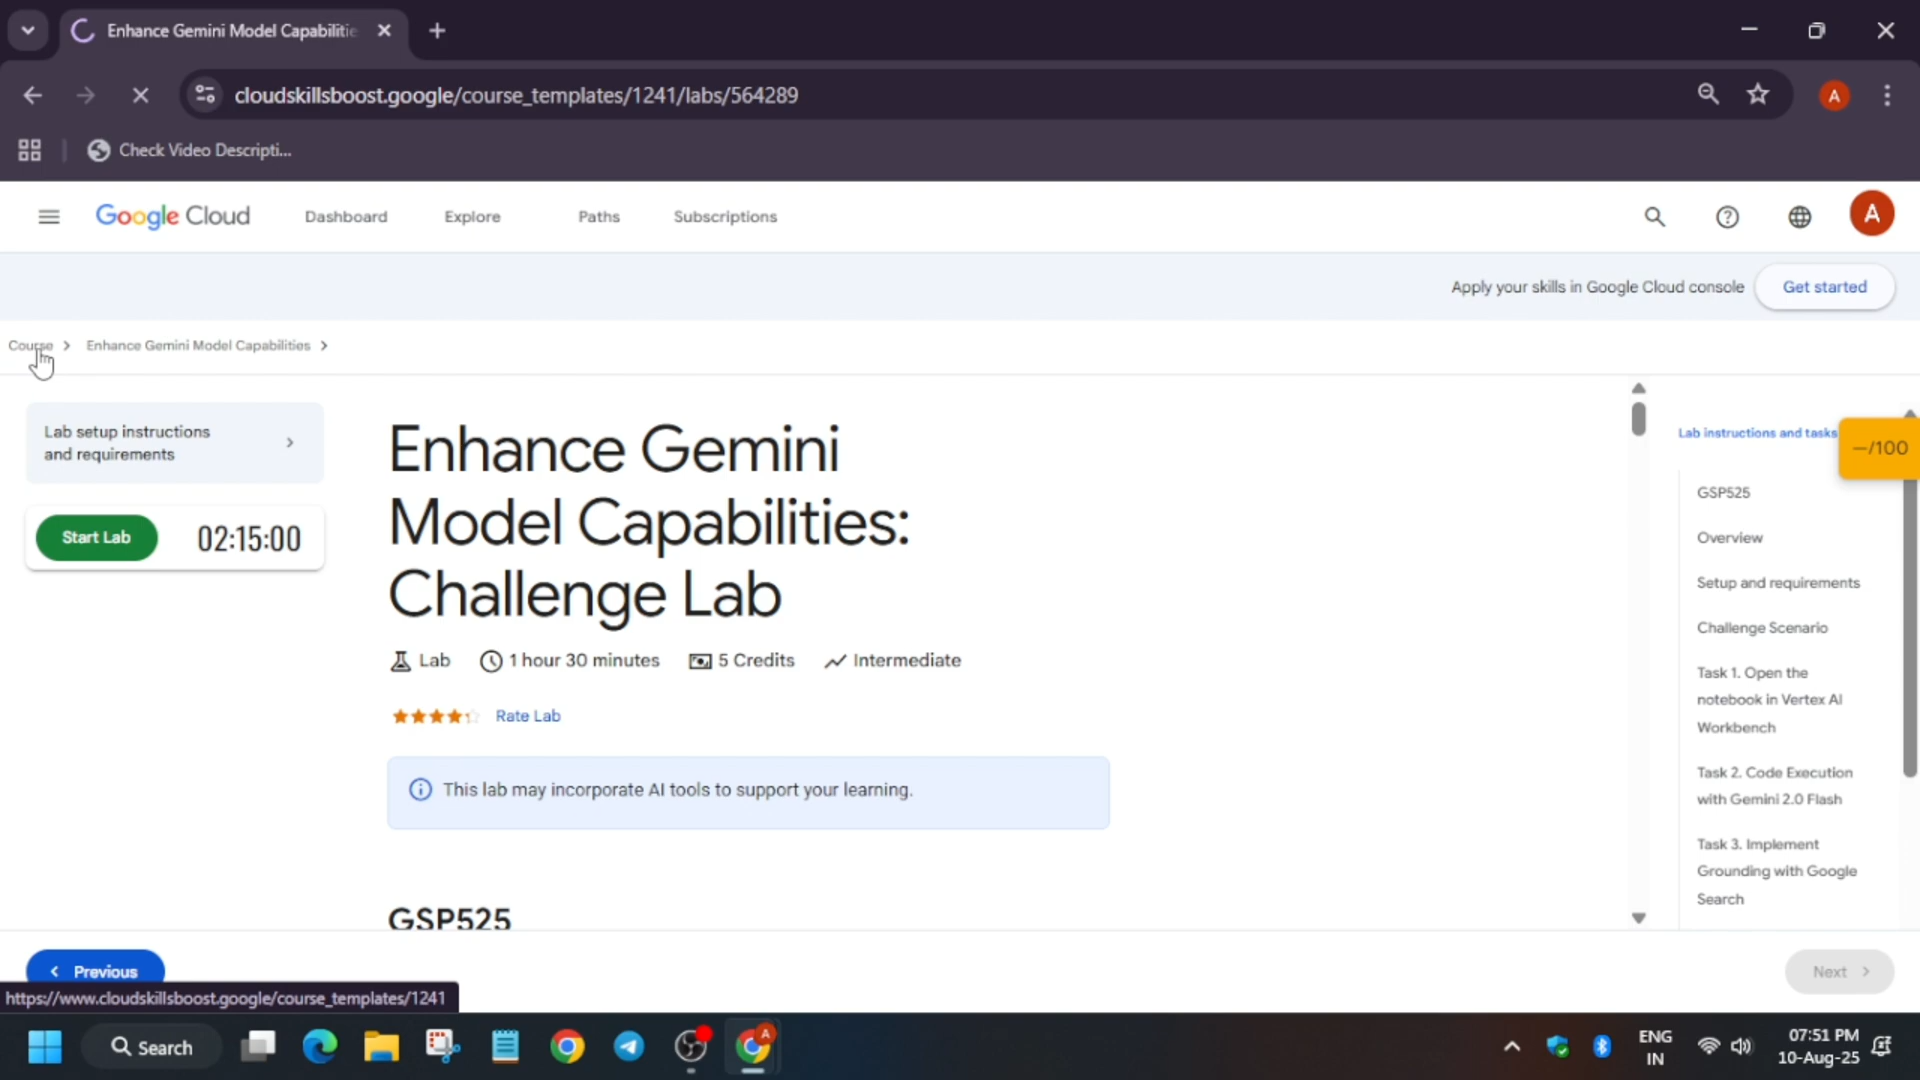 Enhance Gemini Model Capabilitie
cloudskillsboost.google/course_templates/1241/labs/564289
A
Check Video Descripti...
Google Cloud
Dashboard
Explore
Paths
Subscriptions
A
Apply your skills in Google Cloud console
Get started
Course
Enhance Gemini Model Capabilities
Lab setup instructions
and requirements
Start Lab
02:15:00
Enhance Gemini
Model Capabilities:
Challenge Lab
Lab
1 hour 30 minutes
5 Credits
Intermediate
Rate Lab
This lab may incorporate AI tools to support your learning.
GSP525
Lab instructions and tasks
—/100
GSP525
Overview
Setup and requirements
Challenge Scenario
Task 1. Open the
notebook in Vertex AI
Workbench
Task 2. Code Execution
with Gemini 2.0 Flash
Task 3. Implement
Grounding with Google
Search
Previous
Next
https://www.cloudskillsboost.google/course_templates/1241
Search
A
ENG
IN
07:51 PM
10-Aug-25